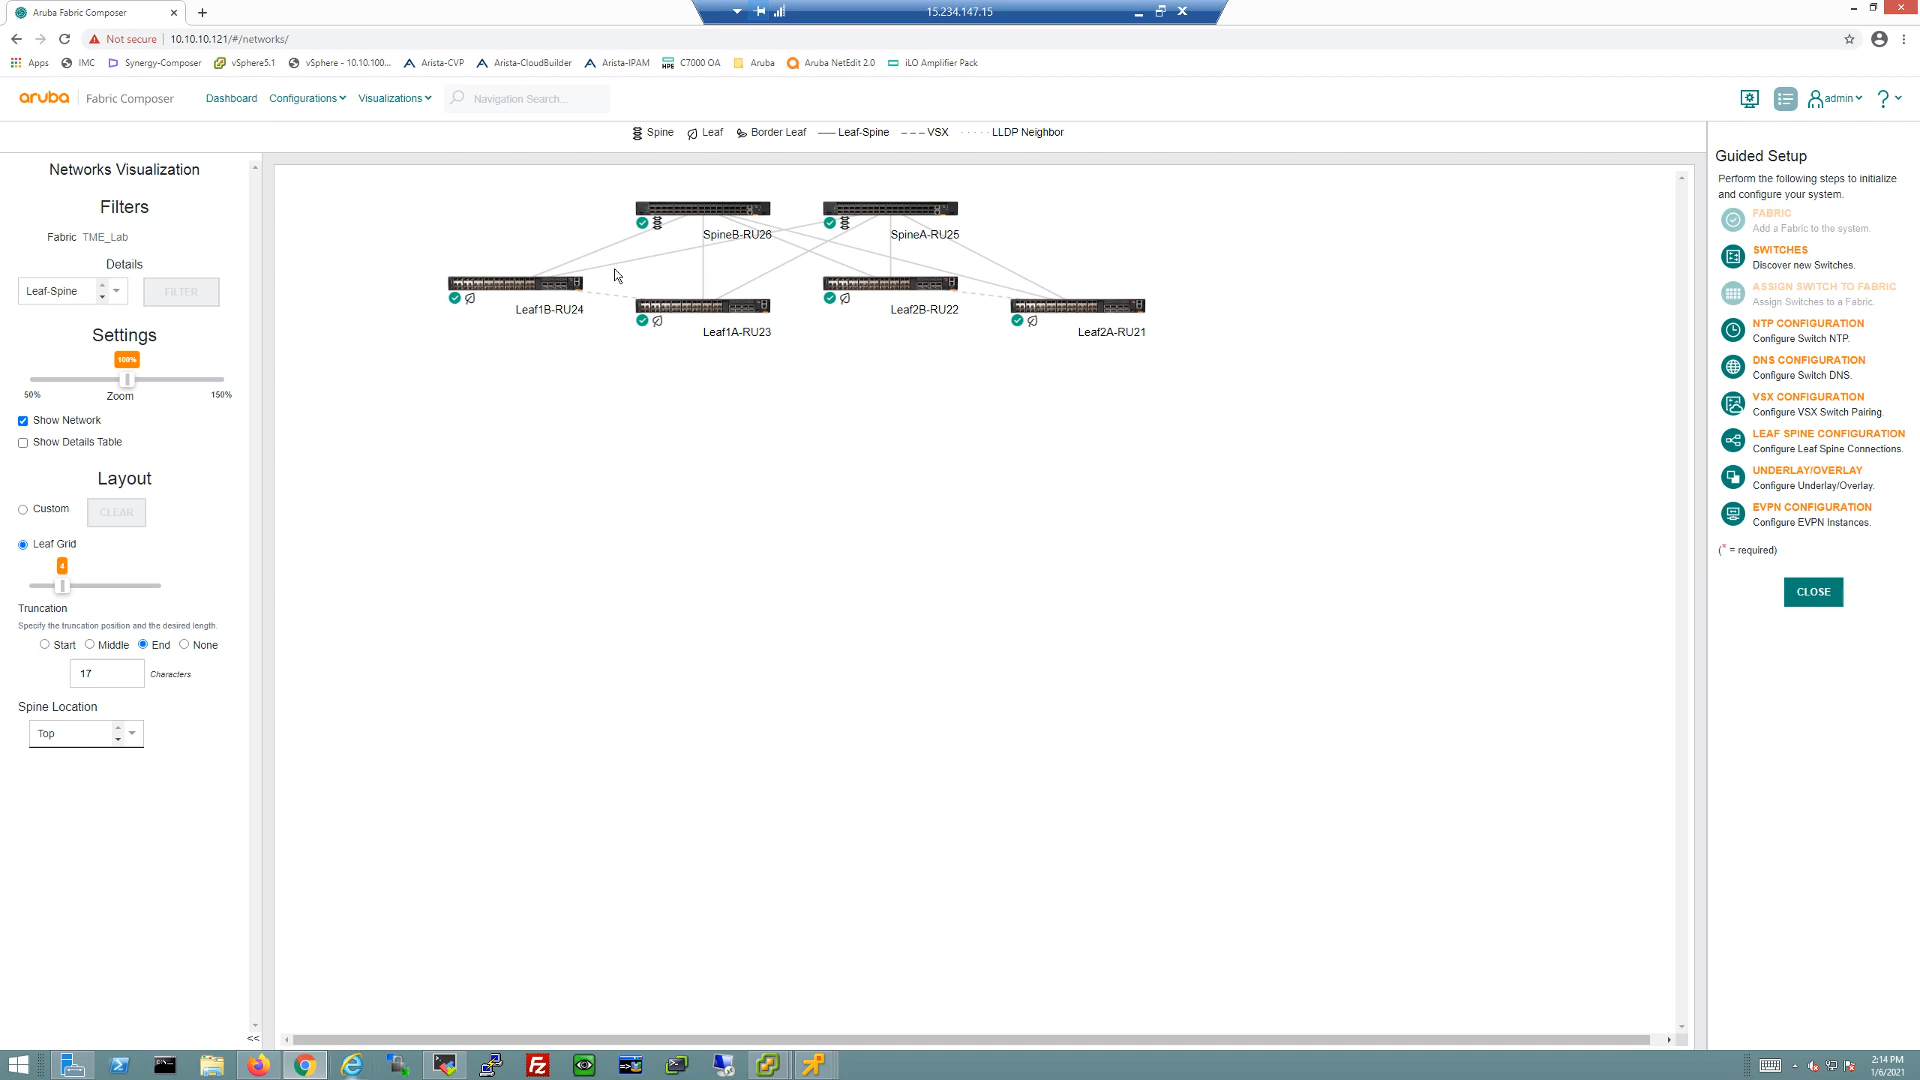 Aruba Fabric Composer
15.234.147.15
Not secure
10.10.10.121/#/networks/
Apps
IMC
Synergy-Composer
vSphere5.1
vSphere - 10.10.100...
Arista-CVP
Arista-CloudBuilder
Arista-IPAM
HPE
C7000 OA
Aruba
Aruba NetEdit 2.0
iLO Amplifier Pack
aruba
Fabric Composer
Dashboard
Configurations
Visualizations
Navigation Search...
admin
?
Spine
Leaf
Border Leaf
Leaf-Spine
VSX
LLDP Neighbor
Networks Visualization
Filters
Fabric TME_Lab
Details
Leaf-Spine
FILTER
Settings
100%
50%
Zoom
150%
Show Network
Show Details Table
Layout
Custom
CLEAR
Leaf Grid
4
Truncation
Specify the truncation position and the desired length.
Start
Middle
End
None
17
Characters
Spine Location
Top
<<
SpineB-RU26
SpineA-RU25
Leaf1B-RU24
Leaf1A-RU23
Leaf2B-RU22
Leaf2A-RU21
Guided Setup
Perform the following steps to initialize
and configure your system.
FABRIC
Add a Fabric to the system.
SWITCHES
Discover new Switches.
ASSIGN SWITCH TO FABRIC
Assign Switches to a Fabric.
NTP CONFIGURATION
Configure Switch NTP.
DNS CONFIGURATION
Configure Switch DNS.
VSX CONFIGURATION
Configure VSX Switch Pairing.
LEAF SPINE CONFIGURATION
Configure Leaf Spine Connections.
UNDERLAY/OVERLAY
Configure Underlay/Overlay.
EVPN CONFIGURATION
Configure EVPN Instances.
(* = required)
CLOSE
2:14 PM
1/6/2021